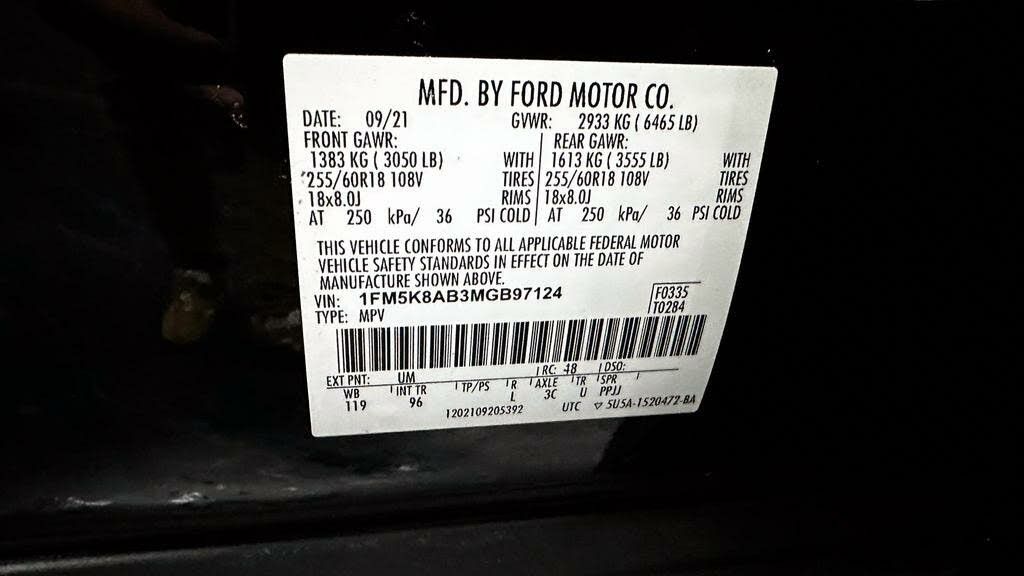 MFD. BY FORD MOTOR CO.
DATE: 09/21 GVWR: 2933 KG ( 6465 LB)
FRONT GAWR: REAR GAWR:
1383 KG ( 3050 LB) WITH 1613 KG ( 3555 LB) WITH
255/60R18 108V TIRES 255/60R18 108V TIRES
18x8.0J RIMS 18x8.0J RIMS
AT 250 kPa/ 36 PSI COLD AT 250 kPa/ 36 PSI COLD
THIS VEHICLE CONFORMS TO ALL APPLICABLE FEDERAL MOTOR
VEHICLE SAFETY STANDARDS IN EFFECT ON THE DATE OF
MANUFACTURE SHOWN ABOVE.
VIN: 1FM5K8AB3MGB97124 F0335
TYPE: MPV T0284
EXT PNT: UM RC: 48 DSO:
WB INT TR TP/PS R AXLE TR SPR
119 96 L 3C U PPJJ
1202109205392 UTC ▽ 5U5A-1520472-BA